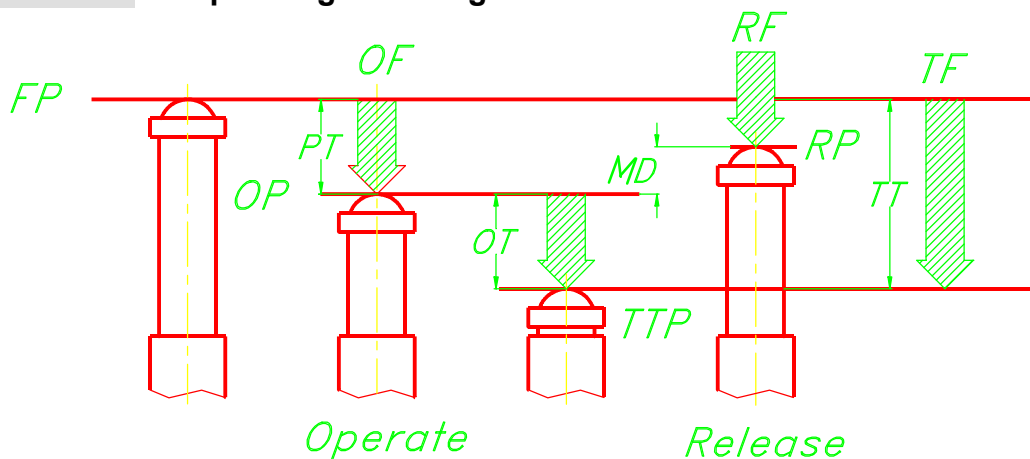 RF
OF
TF
FP
PT
RP
MD
OP
TT
OT
TTP
Operate
Release